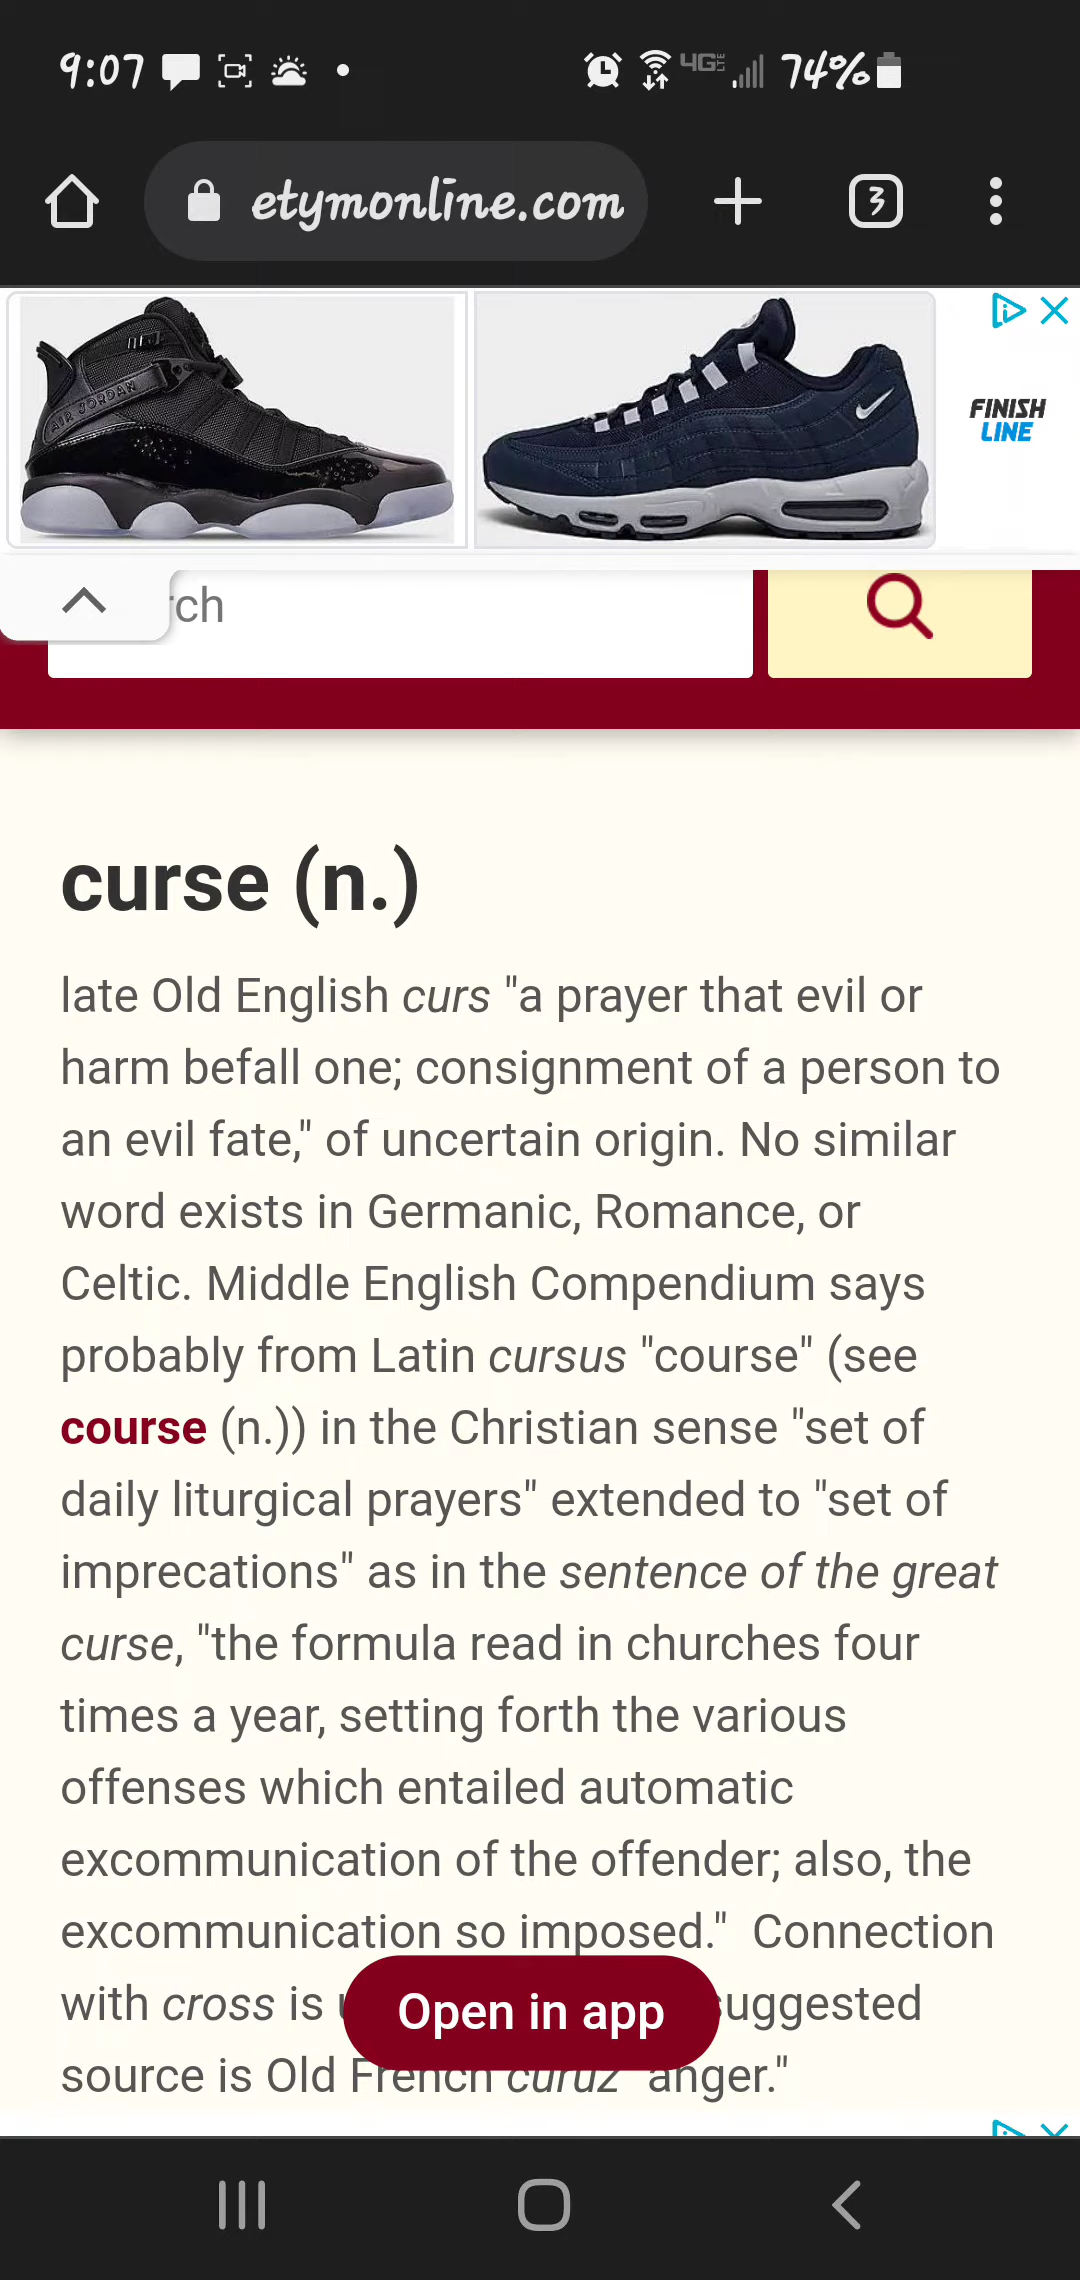 9:07 4G LTE 74%
etymonline.com 3
AIR JORDAN
FINISH
LINE
rch
curse (n.)
late Old English curs "a prayer that evil or
harm befall one; consignment of a person to
an evil fate," of uncertain origin. No similar
word exists in Germanic, Romance, or
Celtic. Middle English Compendium says
probably from Latin cursus "course" (see
course (n.)) in the Christian sense "set of
daily liturgical prayers" extended to "set of
imprecations" as in the sentence of the great
curse, "the formula read in churches four
times a year, setting forth the various
offenses which entailed automatic
excommunication of the offender; also, the
excommunication so imposed." Connection
with cross is suggested
Open in app
source is Old French curuz "anger."